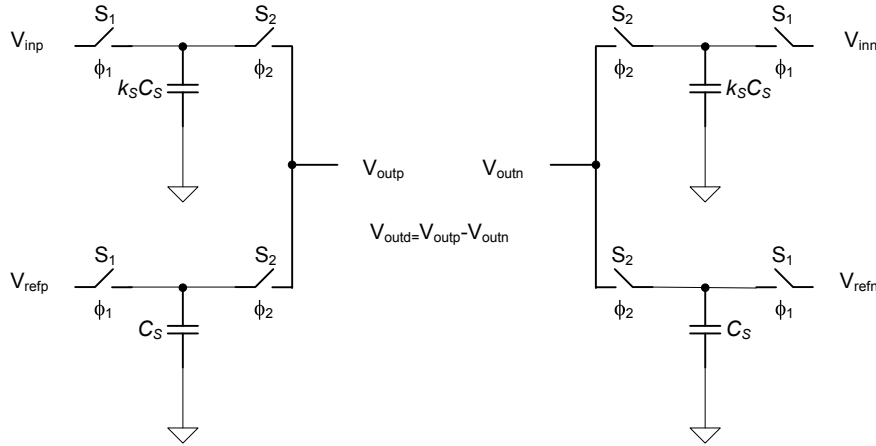 S1 S2 S2 S1
Vinp Vinn
ϕ1 ϕ2 ϕ2 ϕ1
kSCS kSCS
Voutp Voutn
Voutd=Voutp-Voutn
S1 S2 S2 S1
Vrefp Vrefn
ϕ1 ϕ2 ϕ2 ϕ1
CS CS